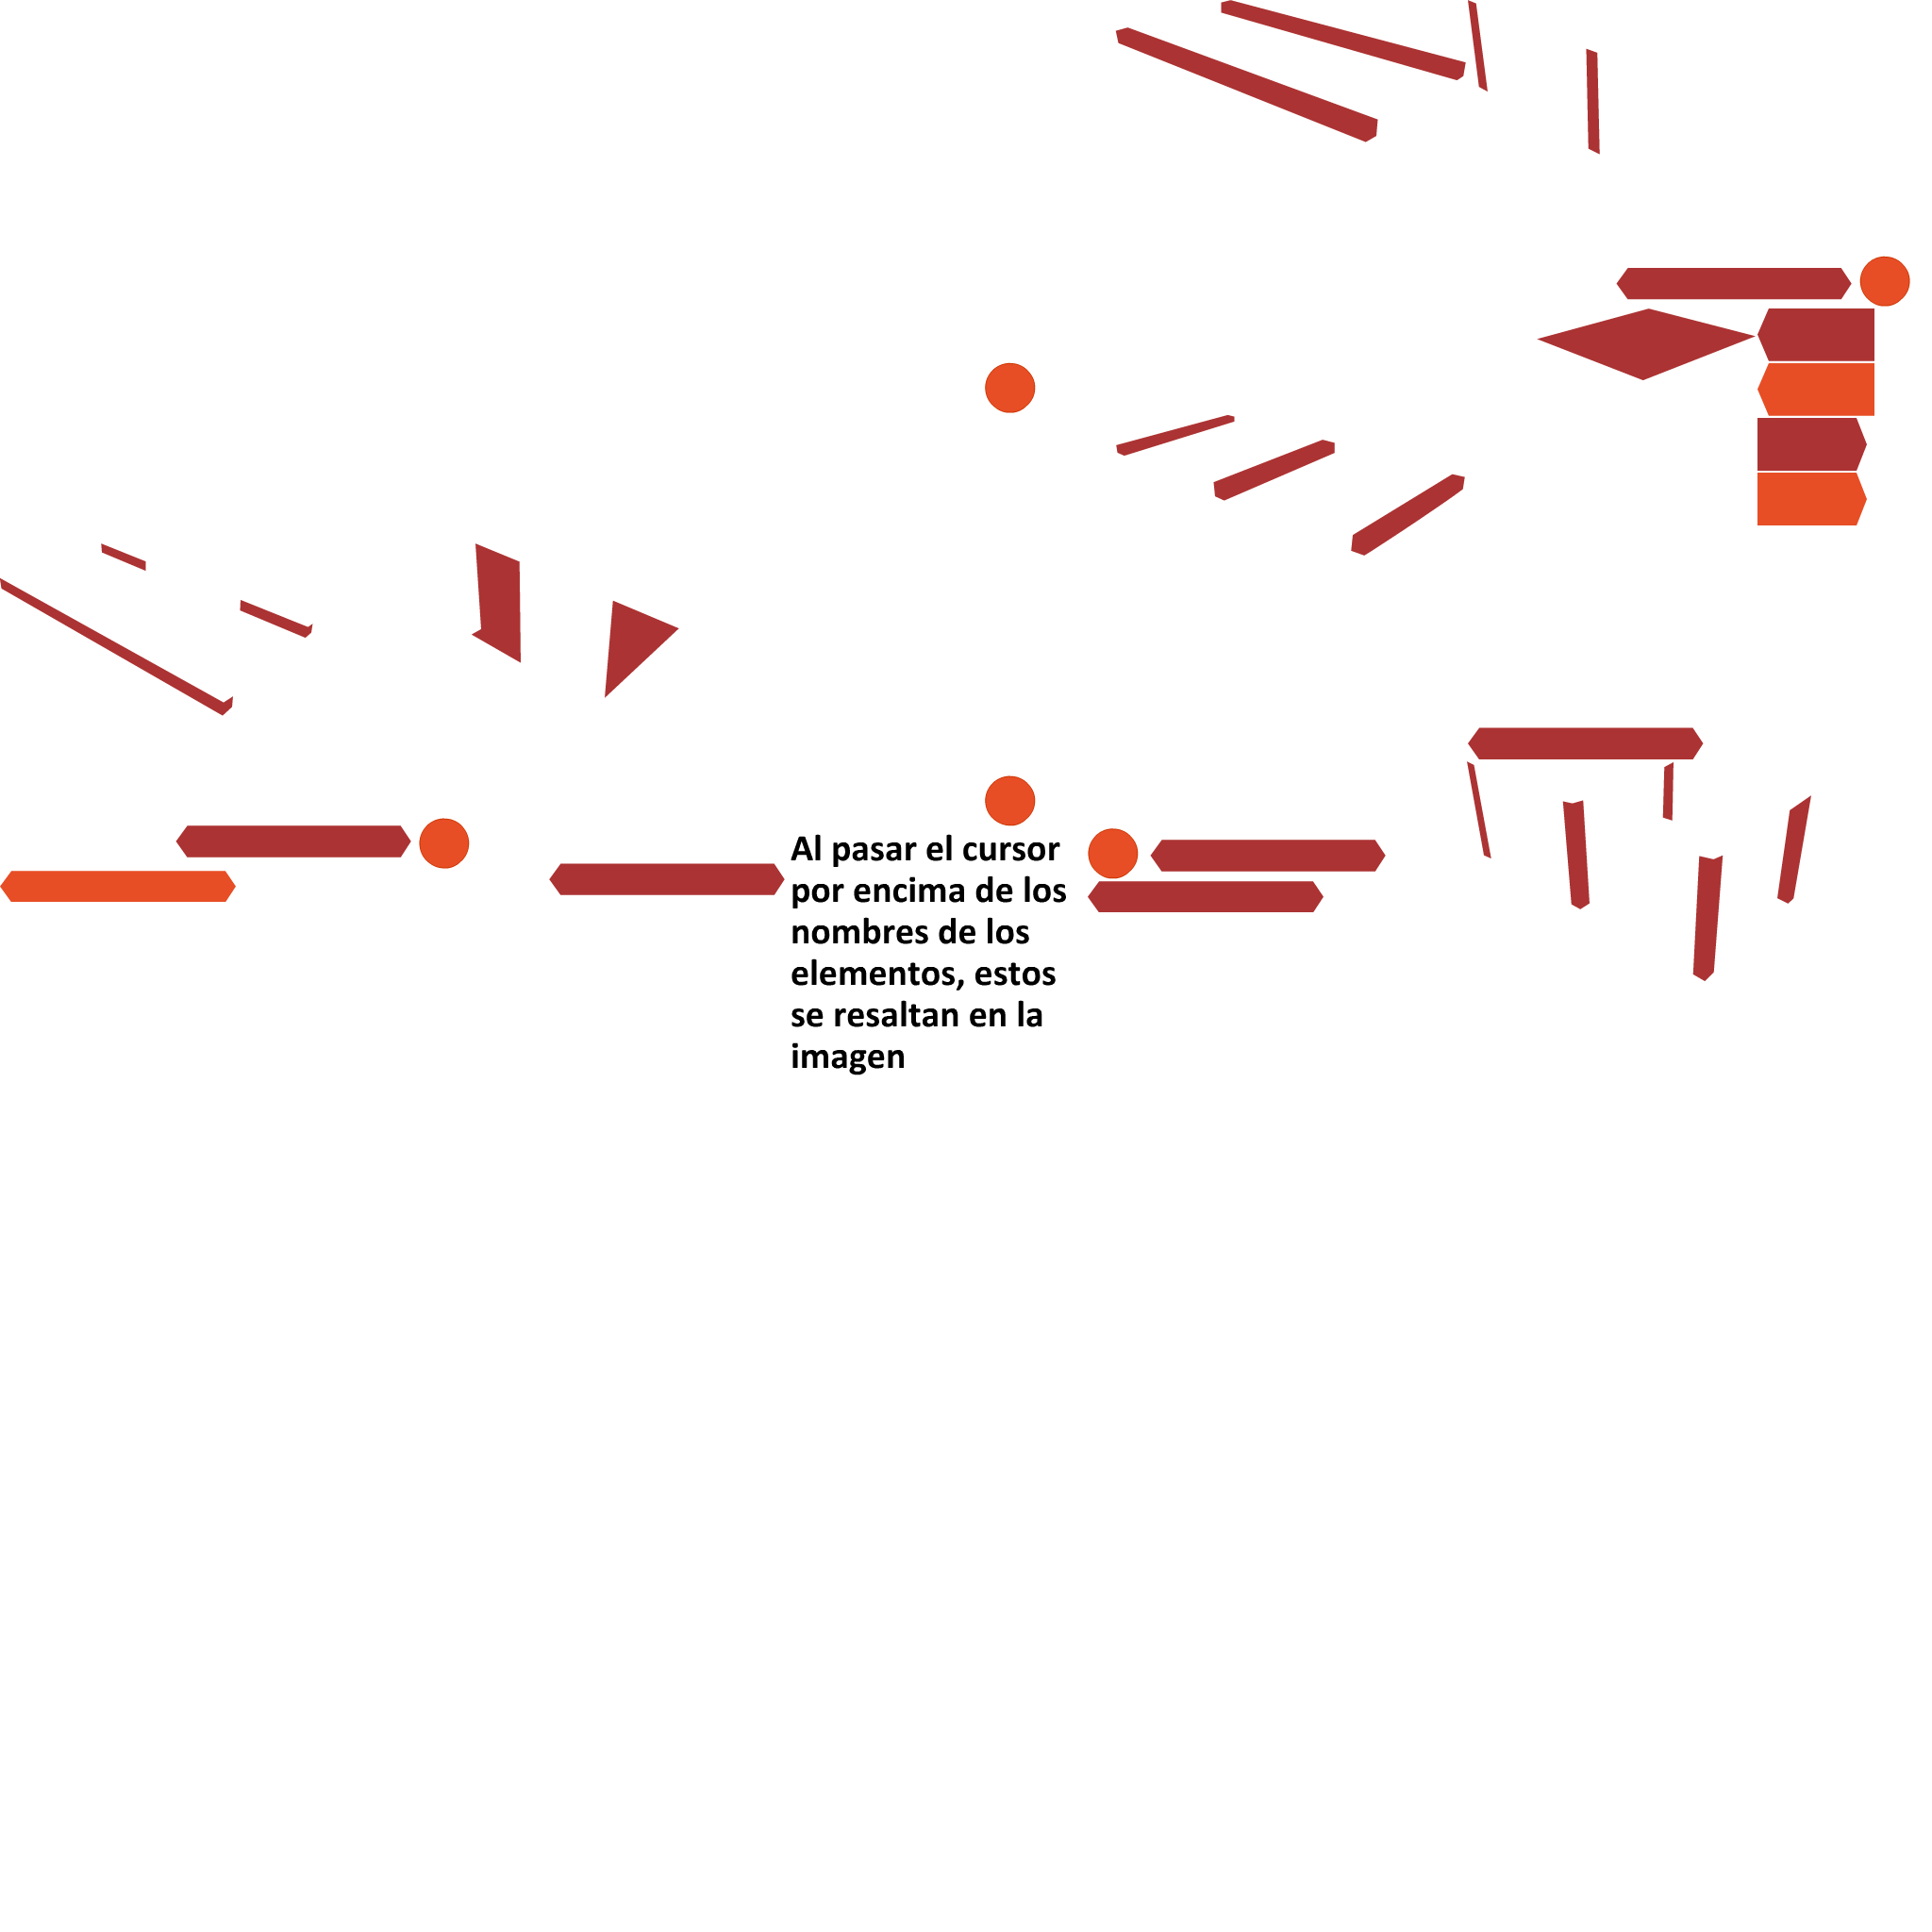 Al pasar el cursor
por encima de los
nombres de los
elementos, estos
se resaltan en la
imagen